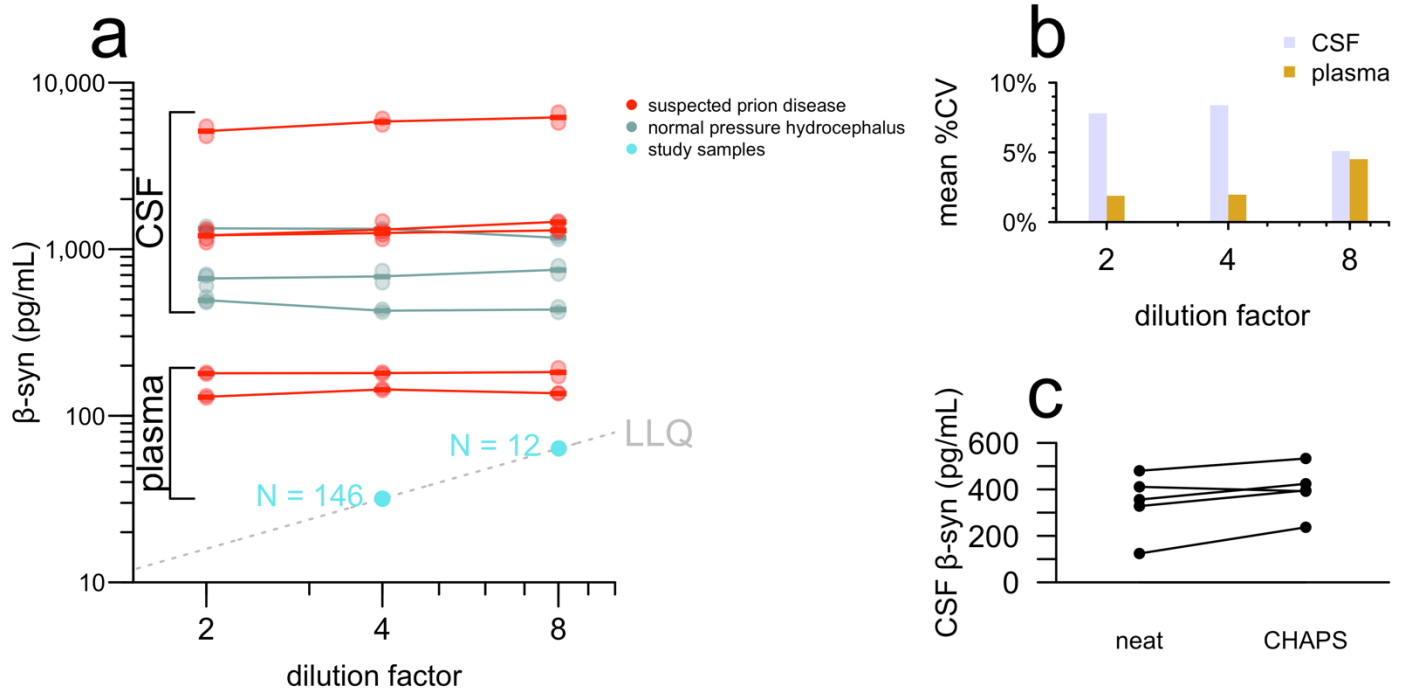 a
10,000
1,000
100
10
β-syn (pg/mL)
CSF
plasma
N = 146
N = 12
LLQ
2
4
8
dilution factor
suspected prion disease
normal pressure hydrocephalus
study samples
b
CSF
plasma
10%
5%
0%
mean %CV
2
4
8
dilution factor
c
600
400
200
0
CSF β-syn (pg/mL)
neat
CHAPS